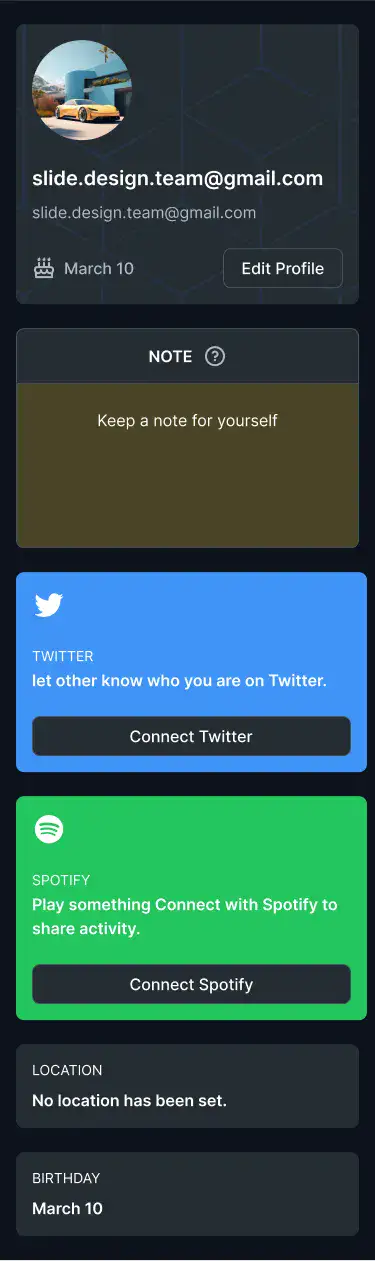 slide.design.team@gmail.com
slide.design.team@gmail.com
March 10
Edit Profile
NOTE
Keep a note for yourself
TWITTER
let other know who you are on Twitter.
Connect Twitter
SPOTIFY
Play something Connect with Spotify to
share activity.
Connect Spotify
LOCATION
No location has been set.
BIRTHDAY
March 10